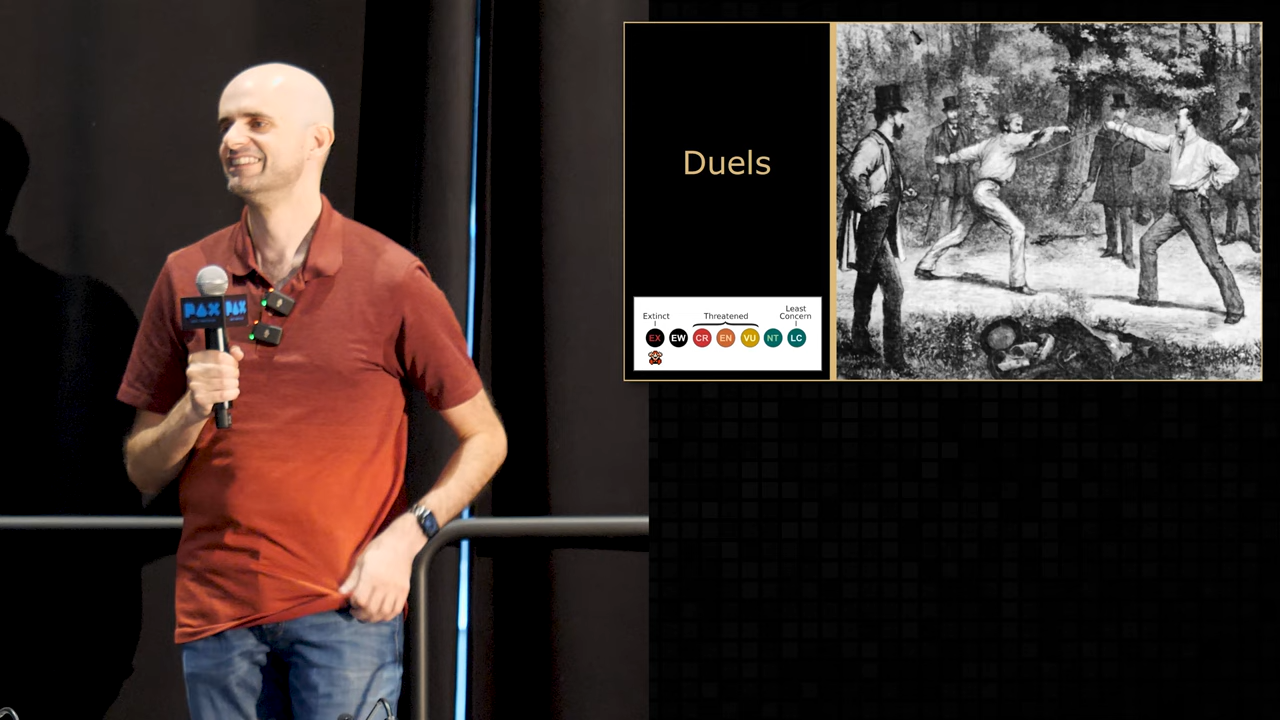 PAX PAX
Duels
Least
Extinct Threatened Concern
EX EW CR EN VU NT LC